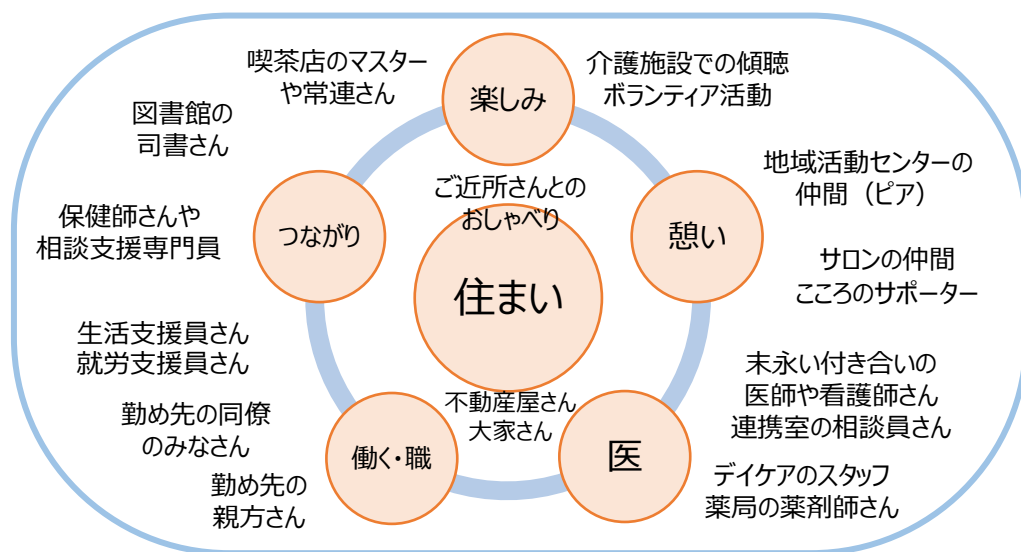 喫茶店のマスター
や常連さん
楽しみ
介護施設での傾聴
ボランティア活動
図書館の
司書さん
地域活動センターの
仲間（ピア）
ご近所さんとの
おしゃべり
保健師さんや
相談支援専門員
つながり
憩い
サロンの仲間
こころのサポーター
住まい
生活支援員さん
就労支援員さん
末永い付き合いの
医師や看護師さん
連携室の相談員さん
不動産屋さん
大家さん
勤め先の同僚
のみなさん
働く・職
医
勤め先の
親方さん
デイケアのスタッフ
薬局の薬剤師さん